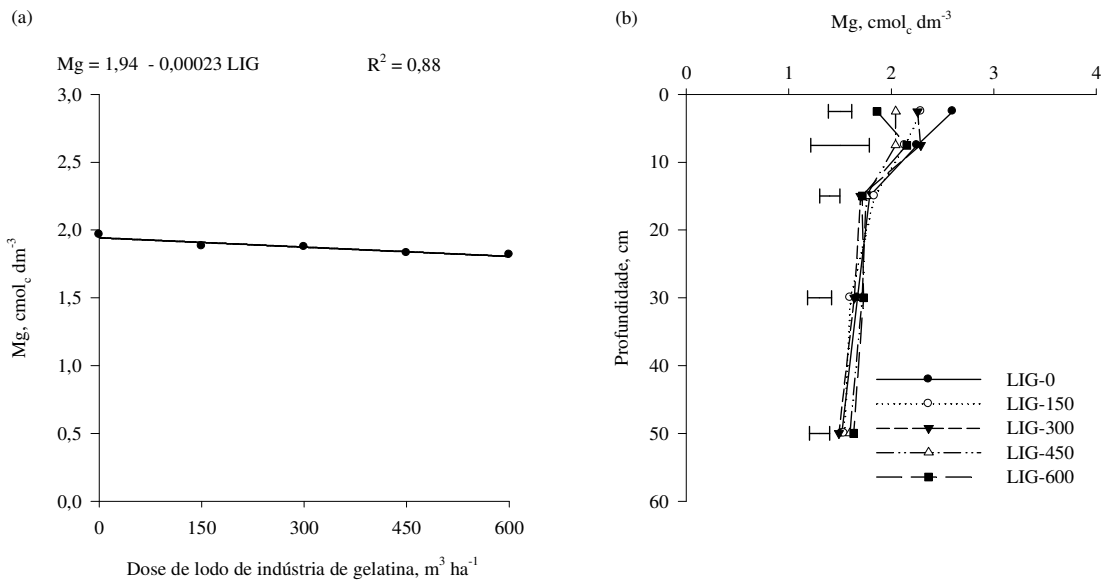 (a)
Mg = 1,94 - 0,00023 LIG R² = 0,88
3,0
2,5
2,0
1,5
1,0
0,5
0,0
Mg, cmol_c dm⁻³
0 150 300 450 600
Dose de lodo de indústria de gelatina, m³ ha⁻¹
(b)
Mg, cmol_c dm⁻³
0 1 2 3 4
0
10
20
30
40
50
60
Profundidade, cm
LIG-0
LIG-150
LIG-300
LIG-450
LIG-600